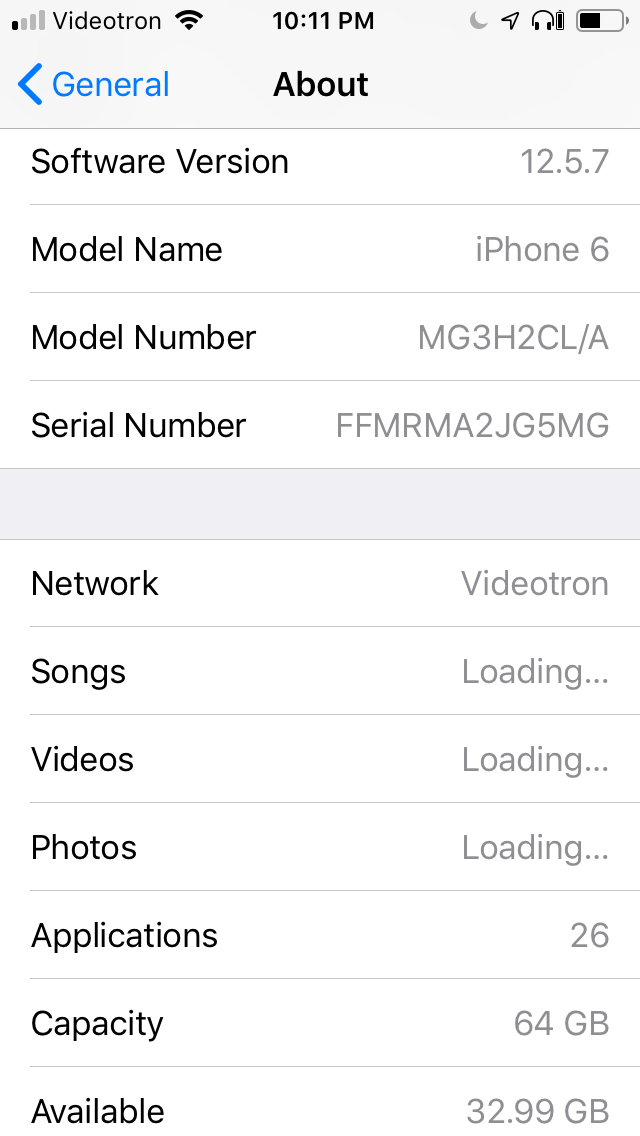 Videotron 10:11 PM
General About
Software Version 12.5.7
Model Name iPhone 6
Model Number MG3H2CL/A
Serial Number FFMRMA2JG5MG
Network Videotron
Songs Loading...
Videos Loading...
Photos Loading...
Applications 26
Capacity 64 GB
Available 32.99 GB